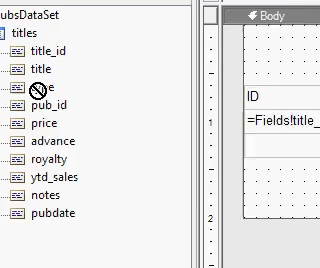 ubsDataSet
titles
title_id
title
pub_id
price
advance
royalty
ytd_sales
notes
pubdate
Body
ID
1
=Fields!title_
2